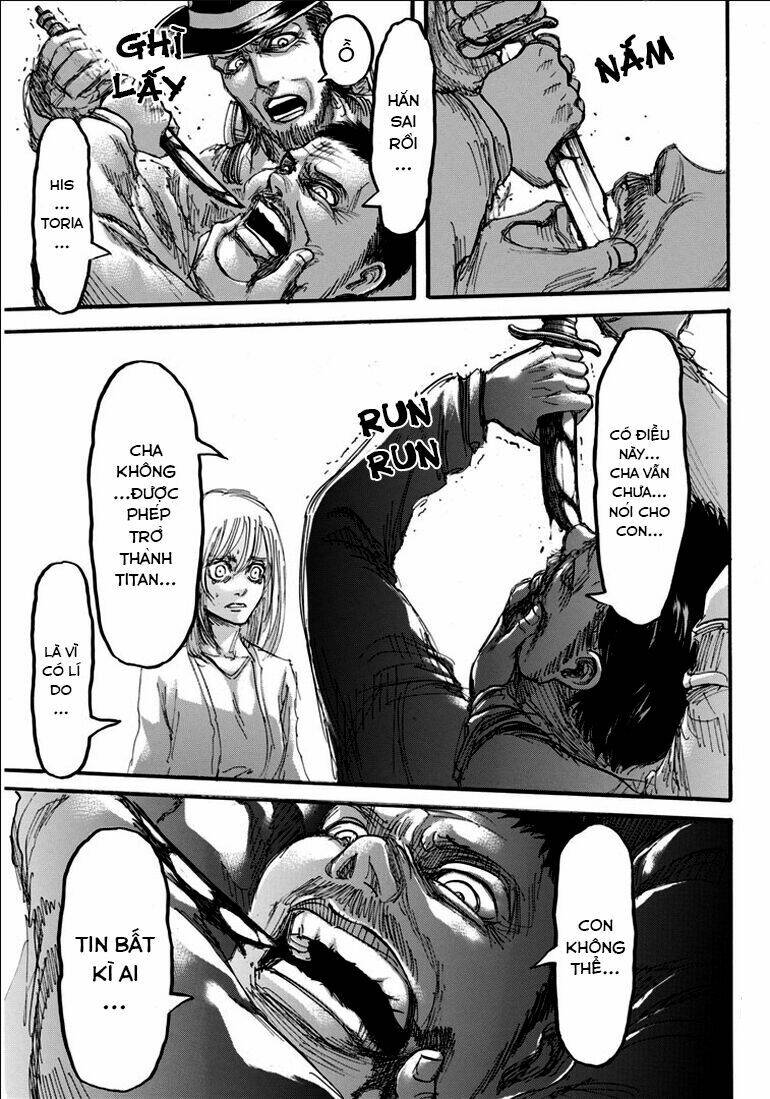 NẮM
HẮN
SAI
RỒI
...
Ồ
GHÌ
LẤY
HIS
...
TORIA
...
CÓ ĐIỀU
NÀY...
CHA VẪN
CHƯA...
NÓI CHO
CON...
RUN
RUN
CHA
KHÔNG
...ĐƯỢC
PHÉP
TRỞ
THÀNH
TITAN...
LÀ VÌ
CÓ LÍ
DO
...
CON
KHÔNG
THỂ...
TIN BẤT
KÌ AI
...